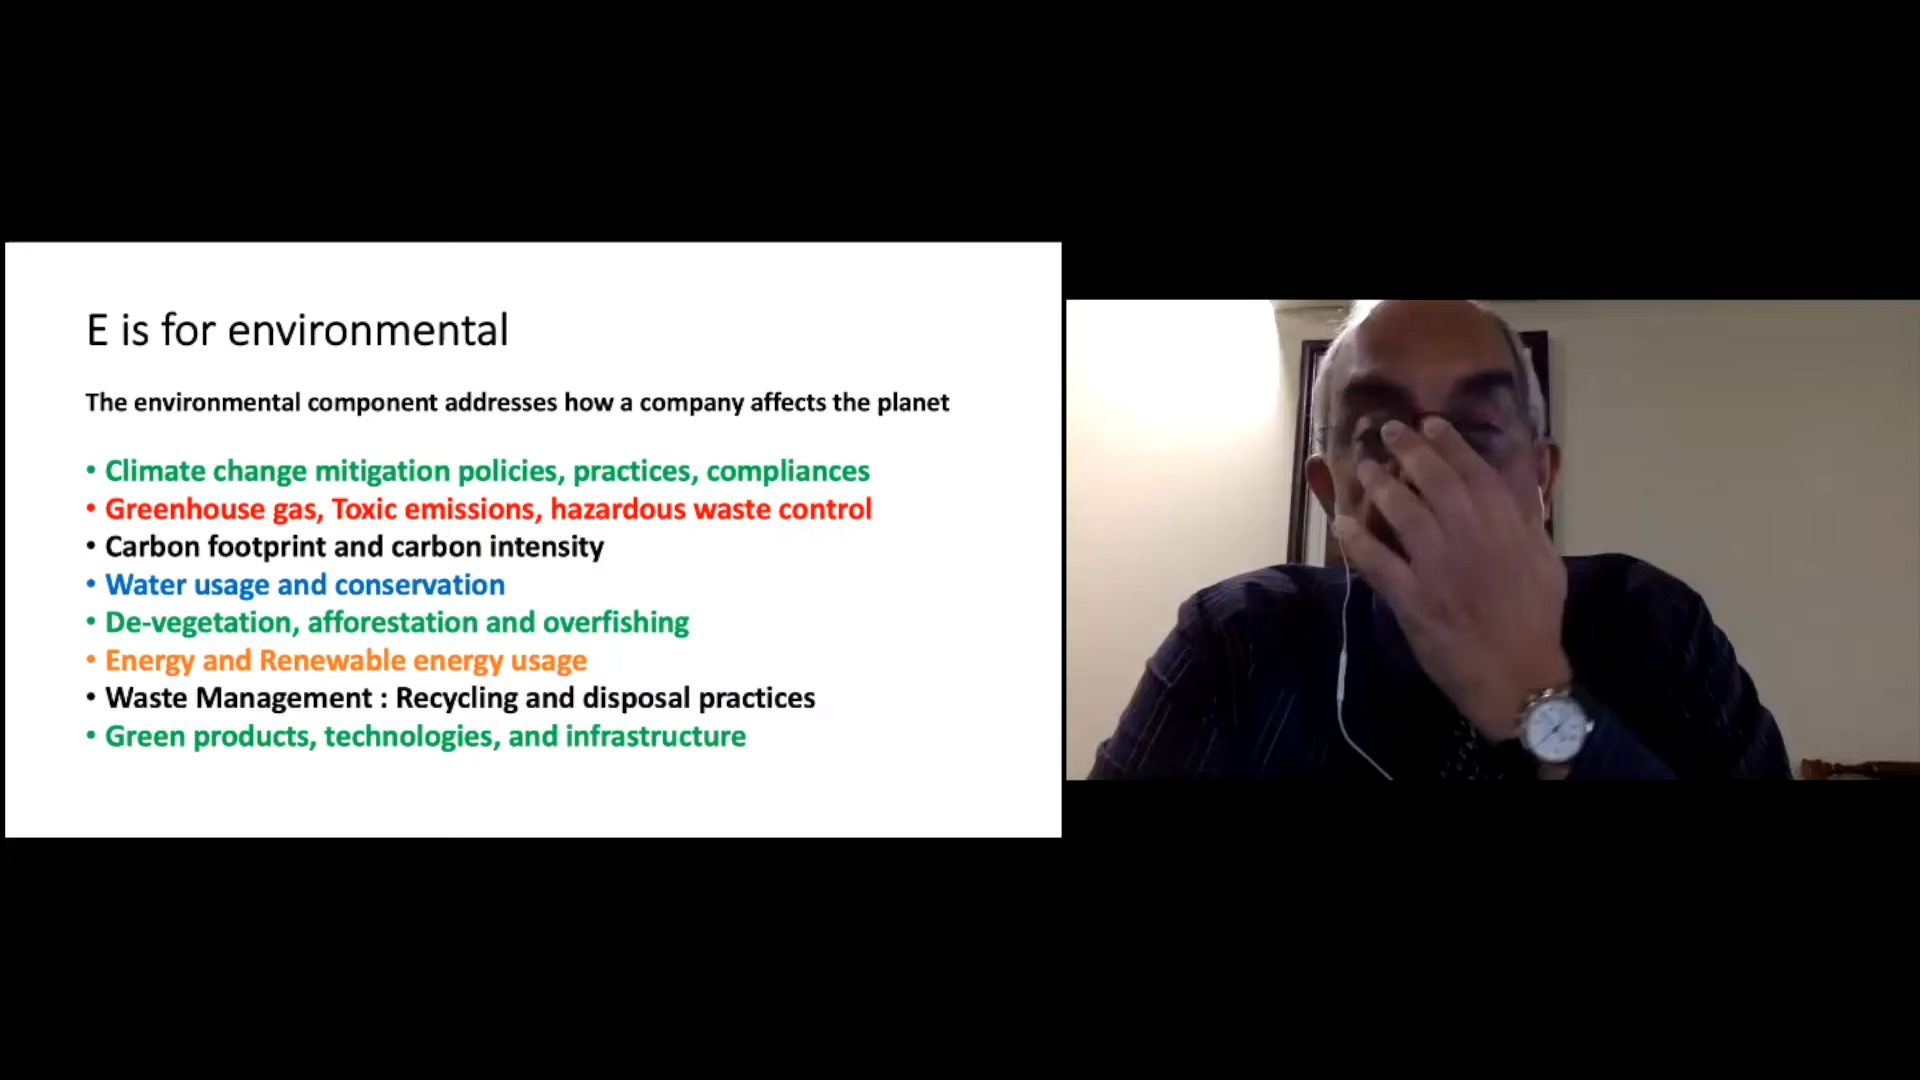 E is for environmental
The environmental component addresses how a company affects the planet
• Climate change mitigation policies, practices, compliances
• Greenhouse gas, Toxic emissions, hazardous waste control
• Carbon footprint and carbon intensity
• Water usage and conservation
• De-vegetation, afforestation and overfishing
• Energy and Renewable energy usage
• Waste Management : Recycling and disposal practices
• Green products, technologies, and infrastructure